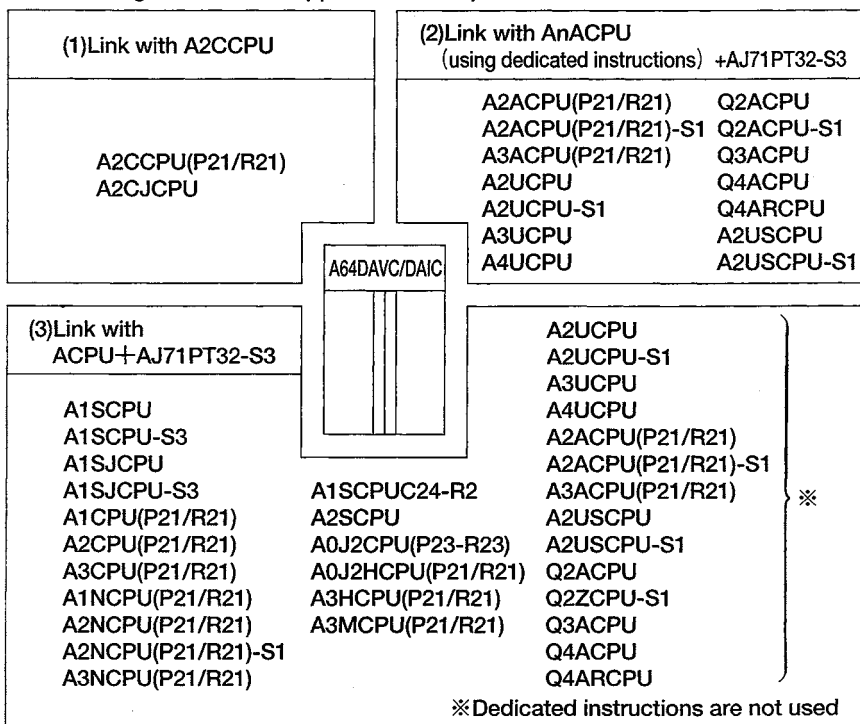 (1)Link with A2CCPU
A2CCPU(P21/R21)
A2CJCPU
(2)Link with AnACPU
(using dedicated instructions) +AJ71PT32-S3
A2ACPU(P21/R21)
A2ACPU(P21/R21)-S1
A3ACPU(P21/R21)
A2UCPU
A2UCPU-S1
A3UCPU
A4UCPU
Q2ACPU
Q2ACPU-S1
Q3ACPU
Q4ACPU
Q4ARCPU
A2USCPU
A2USCPU-S1
A64DAVC/DAIC
(3)Link with
ACPU+AJ71PT32-S3
A1SCPU
A1SCPU-S3
A1SJCPU
A1SJCPU-S3
A1CPU(P21/R21)
A2CPU(P21/R21)
A3CPU(P21/R21)
A1NCPU(P21/R21)
A2NCPU(P21/R21)
A2NCPU(P21/R21)-S1
A3NCPU(P21/R21)
A1SCPUC24-R2
A2SCPU
A0J2CPU(P23-R23)
A0J2HCPU(P21/R21)
A3HCPU(P21/R21)
A3MCPU(P21/R21)
A2UCPU
A2UCPU-S1
A3UCPU
A4UCPU
A2ACPU(P21/R21)
A2ACPU(P21/R21)-S1
A3ACPU(P21/R21)
A2USCPU
A2USCPU-S1
Q2ACPU
Q2ZCPU-S1
Q3ACPU
Q4ACPU
Q4ARCPU
※
※Dedicated instructions are not used